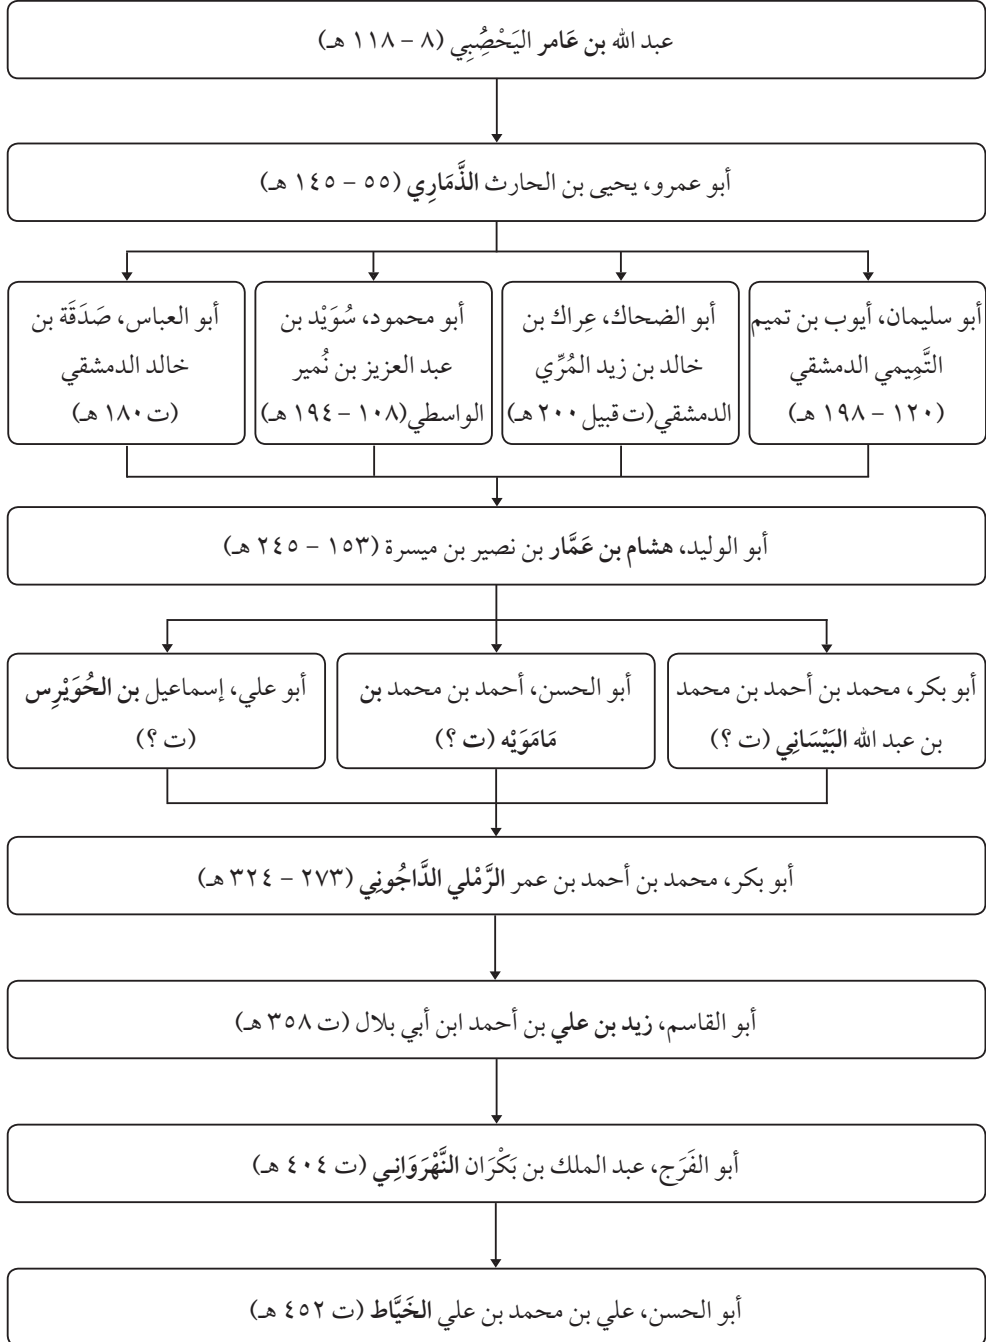 عبد الله بن عَامر اليَحْصُِبِي (٨ – ١١٨ هـ)
أبو عمرو، يحيى بن الحارث الذَّمَارِي (٥٥ – ١٤٥ هـ)
أبو سليمان، أيوب بن تميم
التَّمِيمي الدمشقي
(١٢٠ – ١٩٨ هـ)
أبو الضحاك، عِراك بن
خالد بن زيد المُرِّي
الدمشقي(ت قبيل ٢٠٠ هـ)
أبو محمود، سُوَيْد بن
عبد العزيز بن نُمير
الواسطي(١٠٨ – ١٩٤ هـ)
أبو العباس، صَدَقَة بن
خالد الدمشقي
(ت ١٨٠ هـ)
أبو الوليد، هشام بن عَمَّار بن نصير بن ميسرة (١٥٣ – ٢٤٥ هـ)
أبو بكر، محمد بن أحمد بن محمد
بن عبد الله البَيْسَانِي (ت ؟)
أبو الحسن، أحمد بن محمد بن
مَامَوَيْه (ت ؟)
أبو علي، إسماعيل بن الحُوَيْرِس
(ت ؟)
أبو بكر، محمد بن أحمد بن عمر الرَّمْلي الدَّاجُونِي (٢٧٣ – ٣٢٤ هـ)
أبو القاسم، زيد بن علي بن أحمد ابن أبي بلال (ت ٣٥٨ هـ)
أبو الفَرَج، عبد الملك بن بَكْرَان النَّهْرَوَانِي (ت ٤٠٤ هـ)
أبو الحسن، علي بن محمد بن علي الخَيَّاط (ت ٤٥٢ هـ)